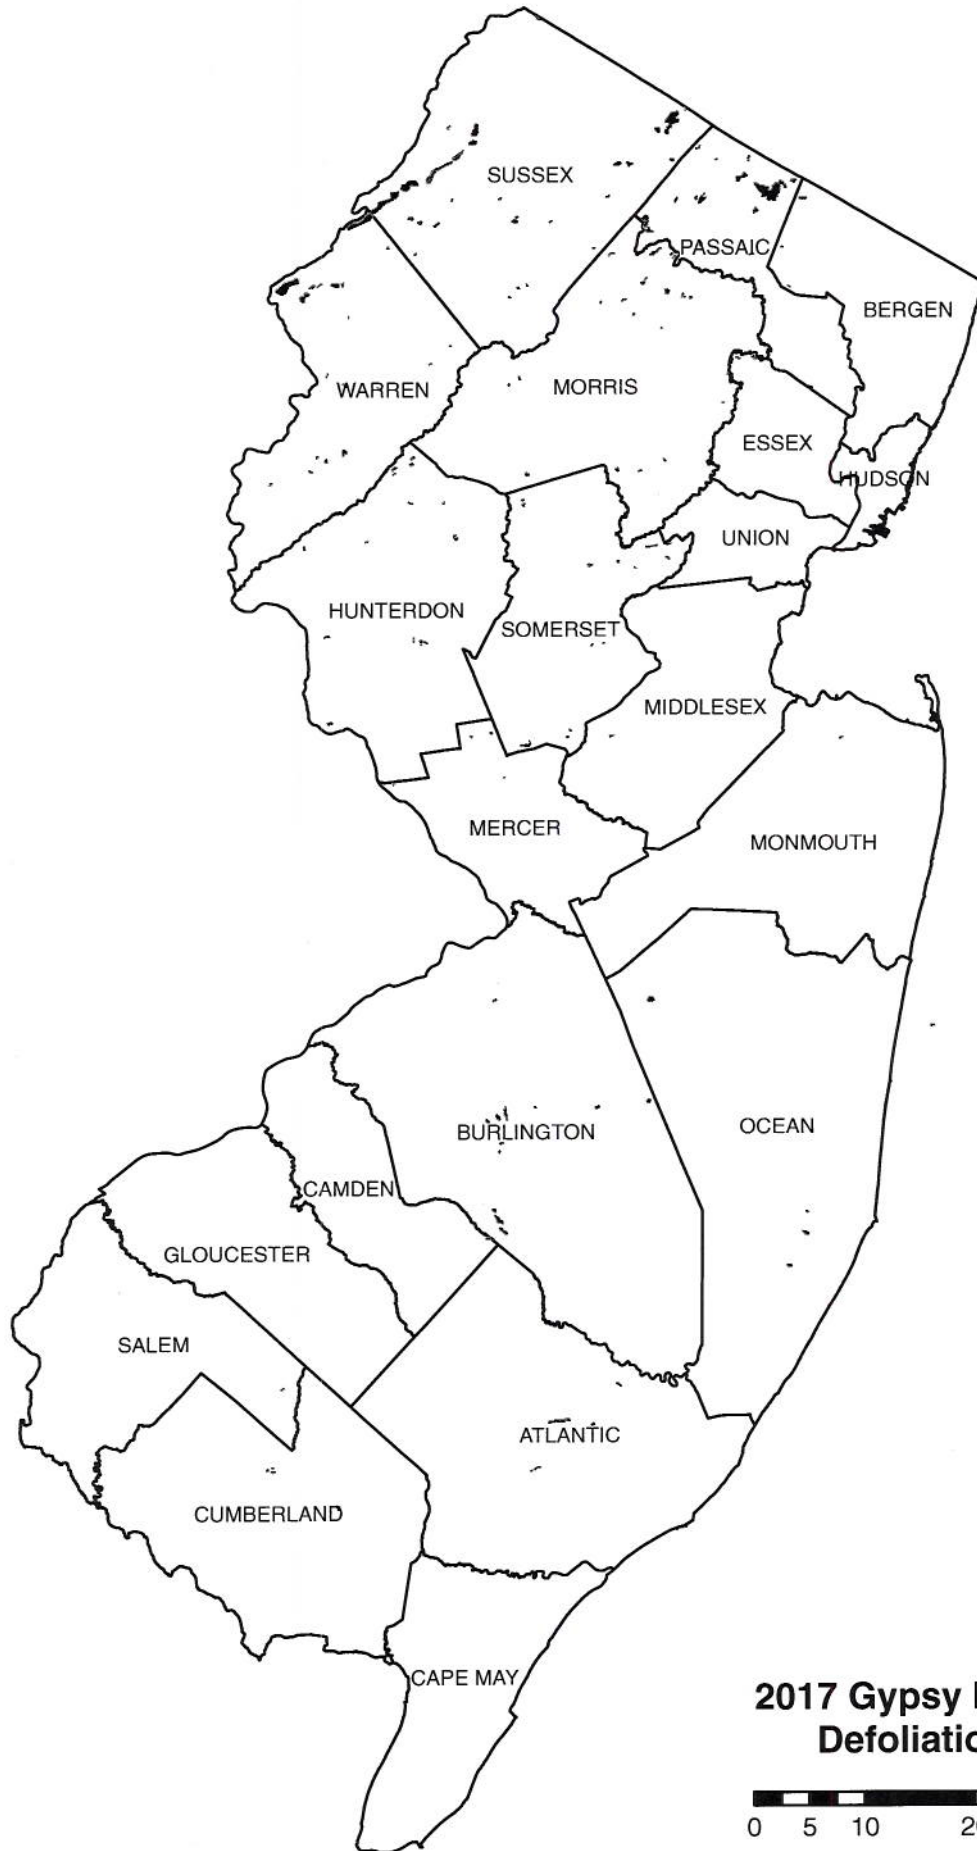 SUSSEX
PASSAIC
BERGEN
WARREN
MORRIS
ESSEX
HUDSON
UNION
HUNTERDON
SOMERSET
MIDDLESEX
MERCER
MONMOUTH
OCEAN
BURLINGTON
CAMDEN
GLOUCESTER
SALEM
ATLANTIC
CUMBERLAND
CAPE MAY
2017 Gypsy
Defoliatio
0 5 10 2